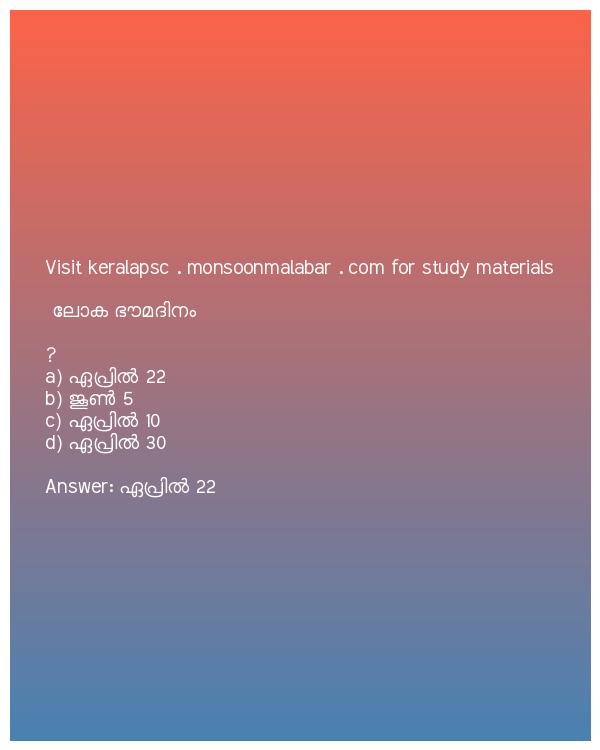 Visit keralapsc . monsoonmalabar . com for study materials
ലോക ഭൗമദിനം
?
a) ഏപ്രിൽ 22
b) ജൂൺ 5
c) ഏപ്രിൽ 10
d) ഏപ്രിൽ 30
Answer: ഏപ്രിൽ 22